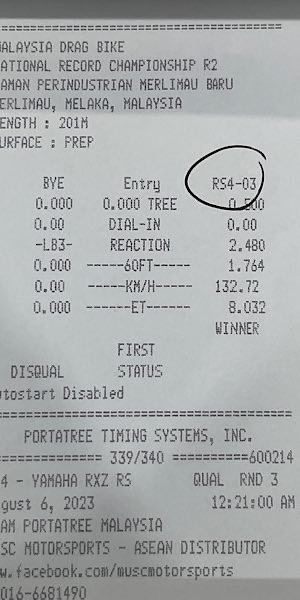 ==========================================
ALAYSIA DRAG BIKE
ATIONAL RECORD CHAMPIONSHIP R2
AMAN PERINDUSTRIAN MERLIMAU BARU
ERLIMAU, MELAKA, MALAYSIA
ENGTH : 201M
URFACE : PREP
BYE Entry RS4-03
0.000 0.000 TREE 0.500
0.00 DIAL-IN 0.00
-LB3- REACTION 2.480
0.000 ------60FT------ 1.764
0.00 ------KM/H------ 132.72
0.000 -------ET------- 8.032
WINNER
FIRST
DISQUAL STATUS
utostart Disabled
==========================================
PORTATREE TIMING SYSTEMS, INC.
============== 339/340 ==========600214
4 - YAMAHA RXZ RS QUAL RND 3
gust 6, 2023 12:21:00 AM
AM PORTATREE MALAYSIA
SC MOTORSPORTS - ASEAN DISTRIBUTOR
w.facebook.com/muscmotorsports
016-6681490